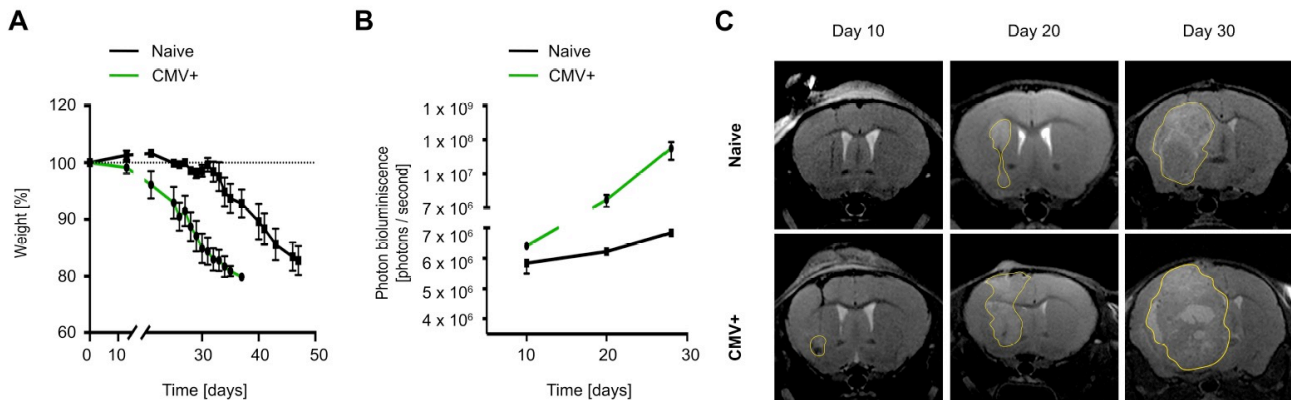 A
Naive
CMV+
Weight [%]
120
100
90
80
60
0
10
30
40
50
Time [days]
B
Naive
CMV+
Photon bioluminiscence
[photons / second]
1 x 10⁹
1 x 10⁸
1 x 10⁷
7 x 10⁶
7 x 10⁶
6 x 10⁶
5 x 10⁶
4 x 10⁶
10
20
30
Time [days]
C
Day 10
Day 20
Day 30
Naive
CMV+